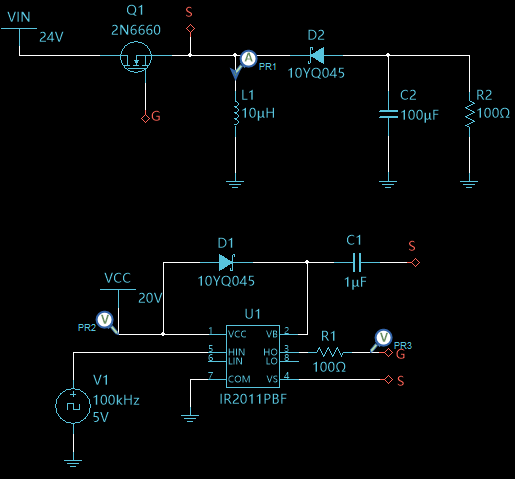 VIN
24V
Q1
2N6660
S
G
A
PR1
L1
10µH
D2
10YQ045
C2
100µF
R2
100Ω
D1
10YQ045
C1
1µF
S
VCC
20V
V
PR2
U1
1 VCC VB 2
5 HIN HO 3
6 LIN LO 8
7 COM VS 4
IR2011PBF
R1
100Ω
V
PR3
G
S
V1
100kHz
5V